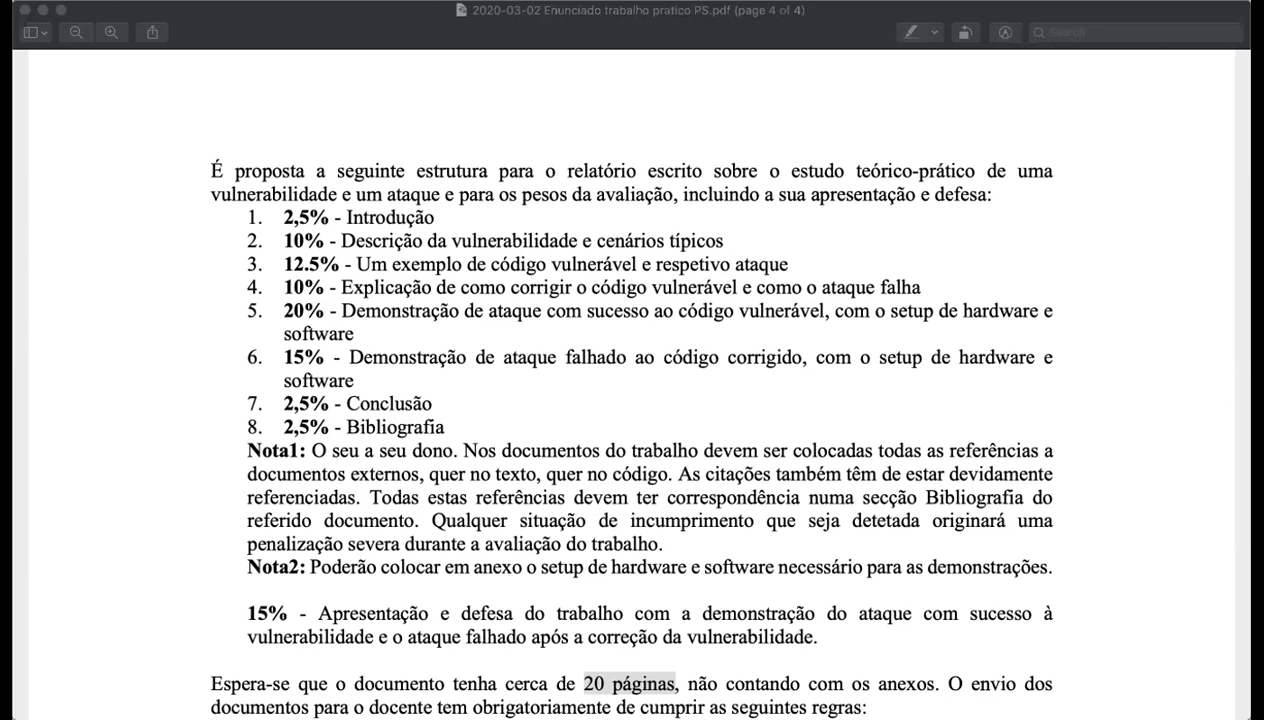 2020-03-02 Enunciado trabalho pratico PS.pdf (page 4 of 4)
Search
É proposta a seguinte estrutura para o relatório escrito sobre o estudo teórico-prático de uma
vulnerabilidade e um ataque e para os pesos da avaliação, incluindo a sua apresentação e defesa:
1. 2,5% - Introdução
2. 10% - Descrição da vulnerabilidade e cenários típicos
3. 12.5% - Um exemplo de código vulnerável e respetivo ataque
4. 10% - Explicação de como corrigir o código vulnerável e como o ataque falha
5. 20% - Demonstração de ataque com sucesso ao código vulnerável, com o setup de hardware e
software
6. 15% - Demonstração de ataque falhado ao código corrigido, com o setup de hardware e
software
7. 2,5% - Conclusão
8. 2,5% - Bibliografia
Nota1: O seu a seu dono. Nos documentos do trabalho devem ser colocadas todas as referências a
documentos externos, quer no texto, quer no código. As citações também têm de estar devidamente
referenciadas. Todas estas referências devem ter correspondência numa secção Bibliografia do
referido documento. Qualquer situação de incumprimento que seja detetada originará uma
penalização severa durante a avaliação do trabalho.
Nota2: Poderão colocar em anexo o setup de hardware e software necessário para as demonstrações.
15% - Apresentação e defesa do trabalho com a demonstração do ataque com sucesso à
vulnerabilidade e o ataque falhado após a correção da vulnerabilidade.
Espera-se que o documento tenha cerca de 20 páginas, não contando com os anexos. O envio dos
documentos para o docente tem obrigatoriamente de cumprir as seguintes regras: